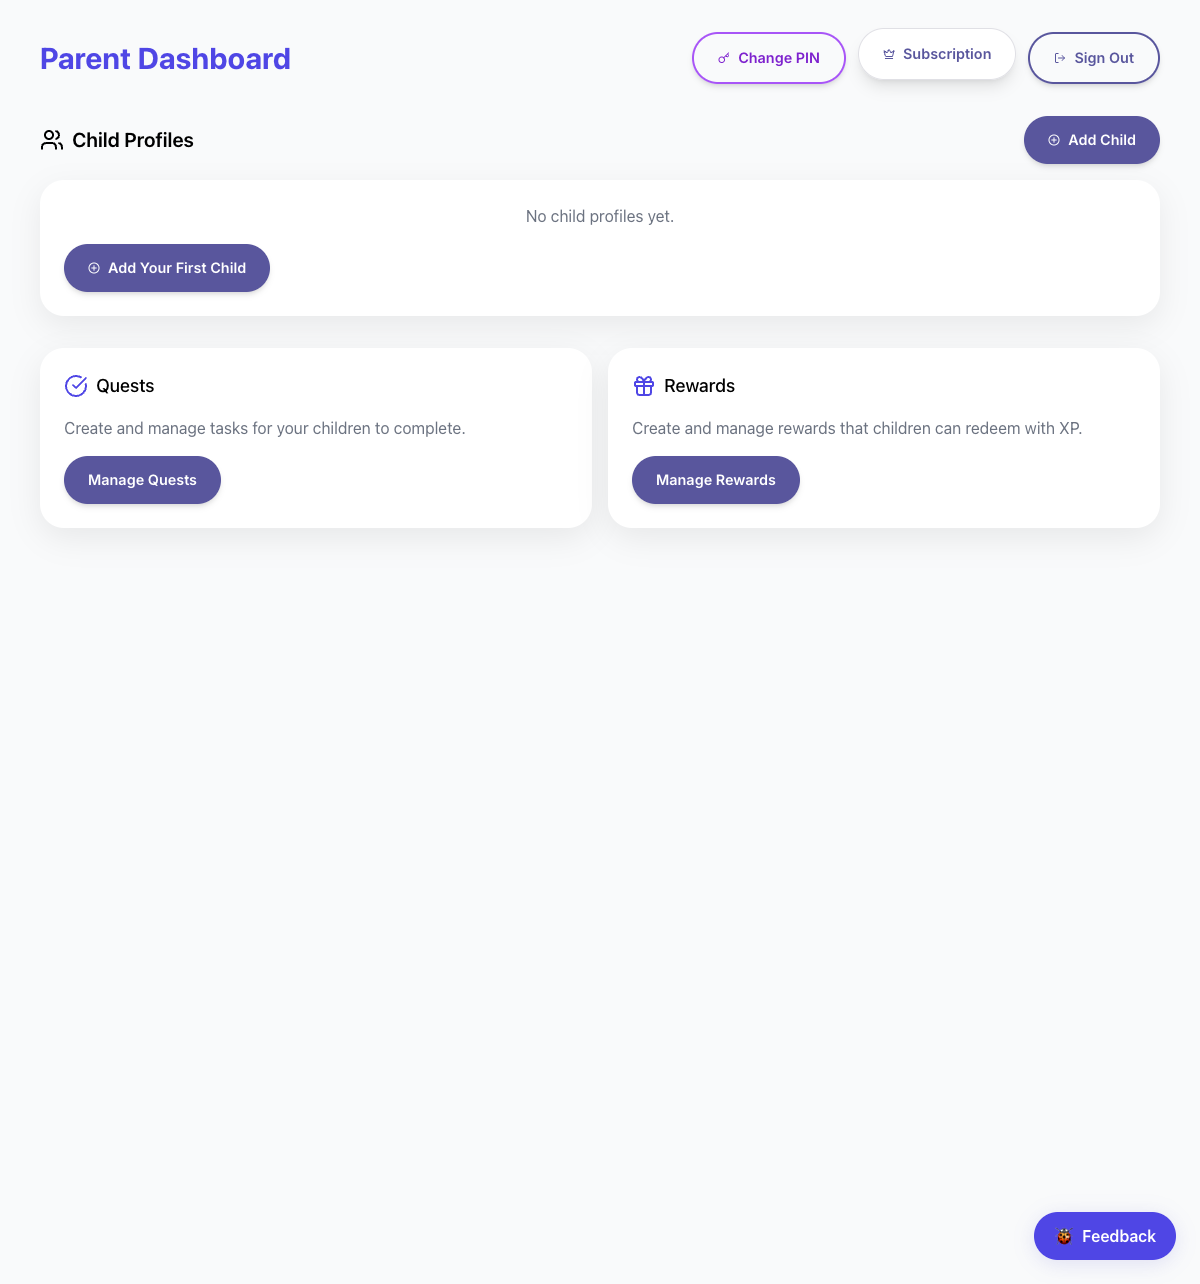 Parent Dashboard
Change PIN
Subscription
Sign Out
Child Profiles
Add Child
No child profiles yet.
Add Your First Child
Quests
Create and manage tasks for your children to complete.
Manage Quests
Rewards
Create and manage rewards that children can redeem with XP.
Manage Rewards
Feedback